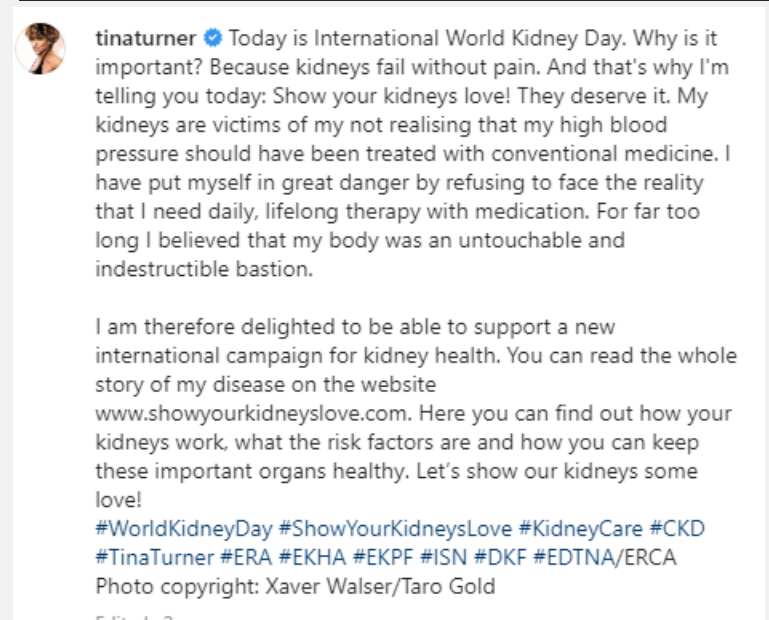 tinaturner Today is International World Kidney Day. Why is it
important? Because kidneys fail without pain. And that's why I'm
telling you today: Show your kidneys love! They deserve it. My
kidneys are victims of my not realising that my high blood
pressure should have been treated with conventional medicine. I
have put myself in great danger by refusing to face the reality
that I need daily, lifelong therapy with medication. For far too
long I believed that my body was an untouchable and
indestructible bastion.
I am therefore delighted to be able to support a new
international campaign for kidney health. You can read the whole
story of my disease on the website
www.showyourkidneyslove.com. Here you can find out how your
kidneys work, what the risk factors are and how you can keep
these important organs healthy. Let’s show our kidneys some
love!
#WorldKidneyDay #ShowYourKidneysLove #KidneyCare #CKD
#TinaTurner #ERA #EKHA #EKPF #ISN #DKF #EDTNA/ERCA
Photo copyright: Xaver Walser/Taro Gold